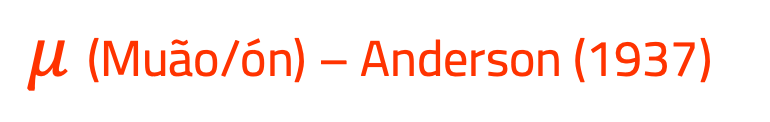 μ (Muão/ón) – Anderson (1937)